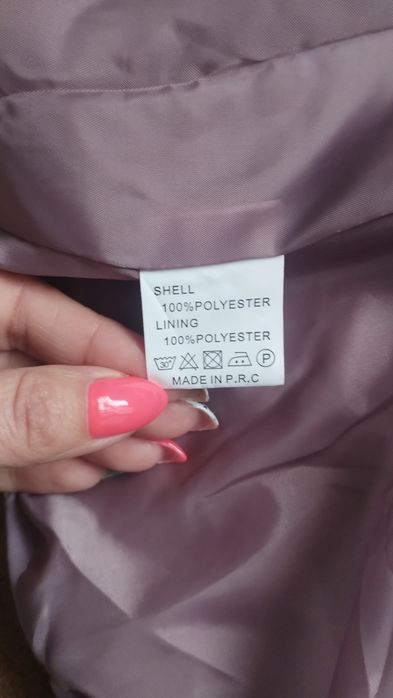 SHELL
100%POLYESTER
LINING
100%POLYESTER
30°
P
MADE IN P.R.C